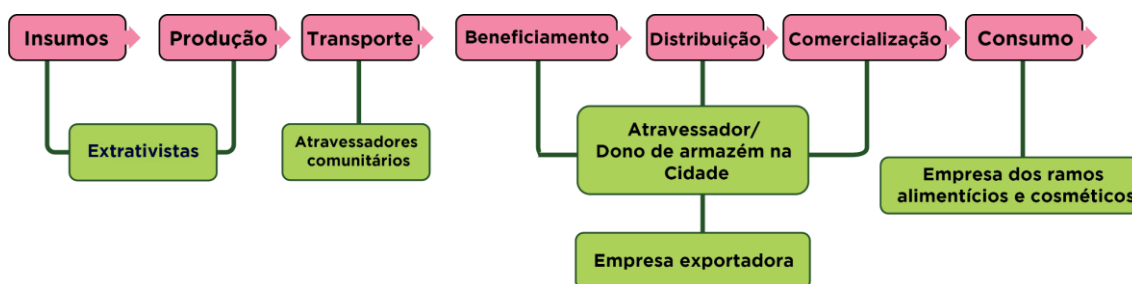 Insumos
Produção
Transporte
Beneficiamento
Distribuição
Comercialização
Consumo
Extrativistas
Atravessadores
comunitários
Atravessador/
Dono de armazém na
Cidade
Empresa dos ramos
alimentícios e cosméticos
Empresa exportadora